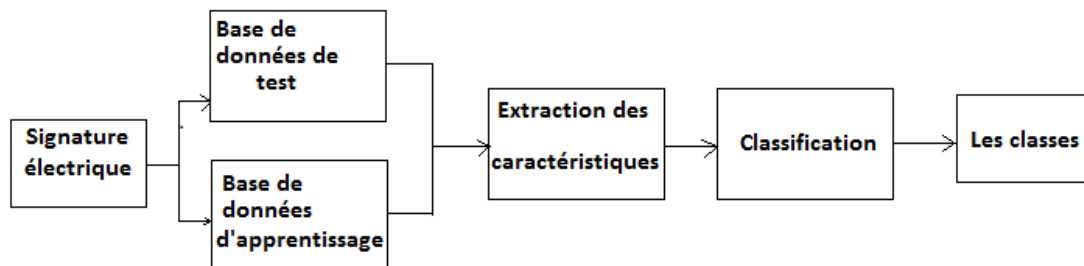 Signature
électrique
Base de
données de
test
Base de
données
d'apprentissage
Extraction des
caractéristiques
Classification
Les classes